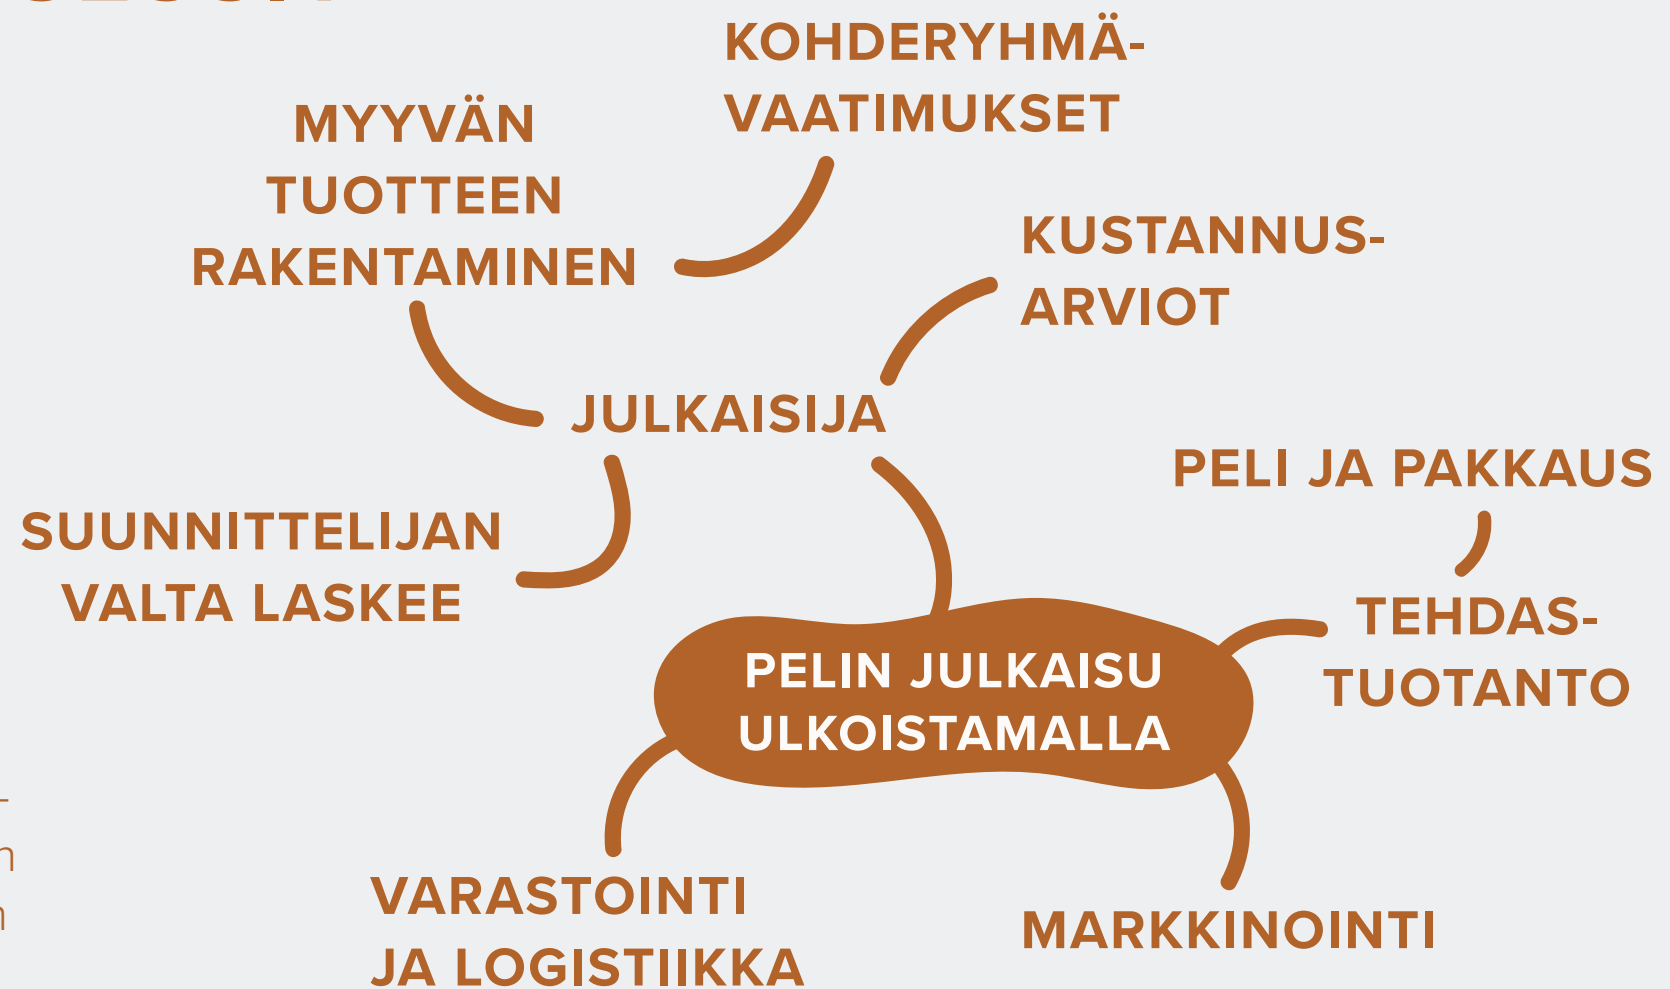 KOHDERYHMÄ-
VAATIMUKSET
MYYVÄN
TUOTTEEN
RAKENTAMINEN
KUSTANNUS-
ARVIOT
JULKAISIJA
PELI JA PAKKAUS
SUUNNITTELIJAN
VALTA LASKEE
TEHDAS-
TUOTANTO
PELIN JULKAISU
ULKOISTAMALLA
VARASTOINTI
JA LOGISTIIKKA
MARKKINOINTI